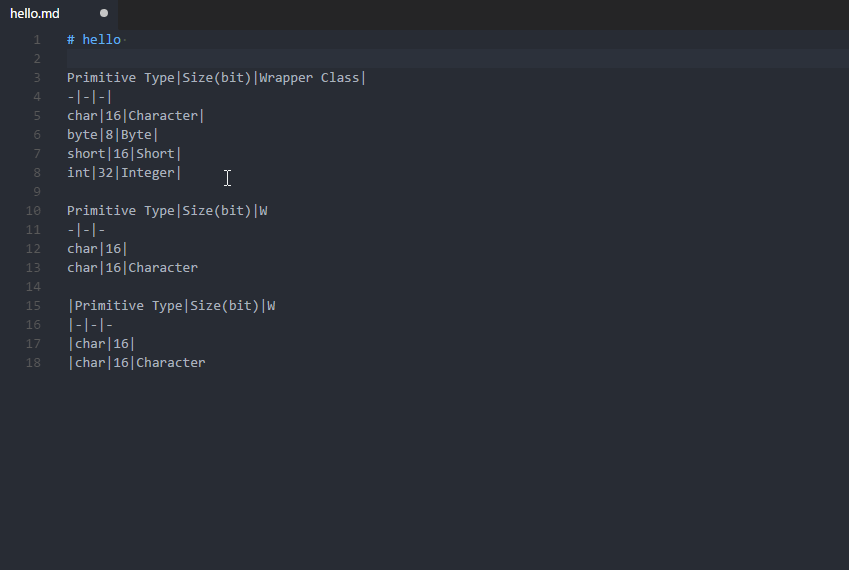 hello.md
1 # hello
2
3 Primitive Type|Size(bit)|Wrapper Class|
4 -|-|-|
5 char|16|Character|
6 byte|8|Byte|
7 short|16|Short|
8 int|32|Integer|
9
10 Primitive Type|Size(bit)|W
11 -|-|-
12 char|16|
13 char|16|Character
14
15 |Primitive Type|Size(bit)|W
16 |-|-|-
17 |char|16|
18 |char|16|Character